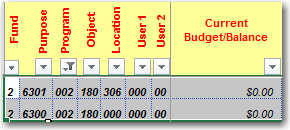 Fund Purpose Program Object Location User 1 User 2 Current
Budget/Balance
2 6301 002 180 306 000 00 $0.00
2 6300 002 180 000 000 00 $0.00